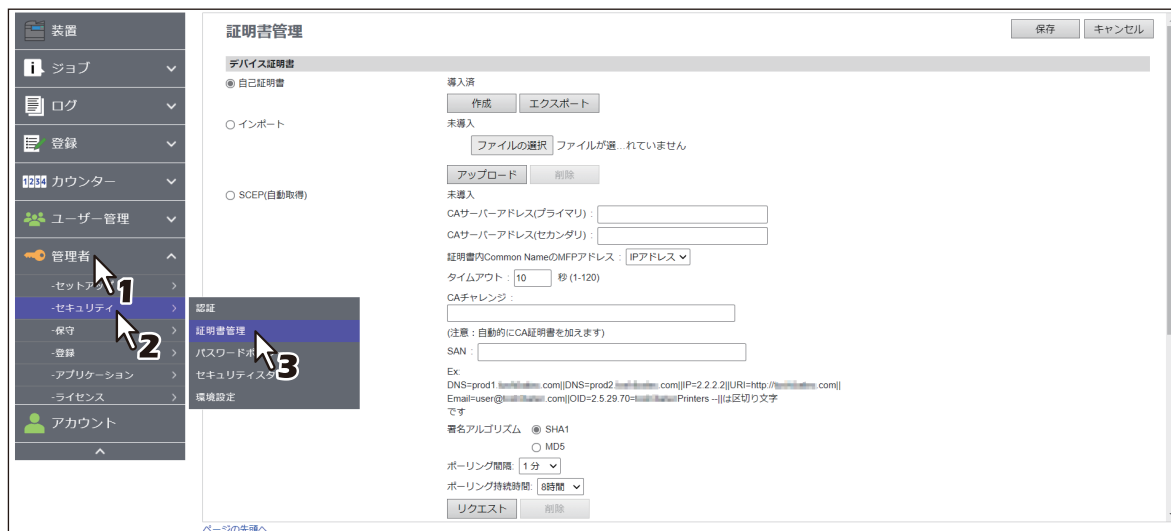 装置
ジョブ
ログ
登録
1234 カウンター
ユーザー管理
管理者
1
-セットア
-セキュリティ
2
-保守
-登録
-アプリケーション
-ライセンス
アカウント
認証
証明書管理
3
パスワードポ
セキュリティスタ
環境設定
証明書管理
保存 キャンセル
デバイス証明書
自己証明書 導入済
作成 エクスポート
インポート 未導入
ファイルの選択 ファイルが選...れていません
アップロード 削除
SCEP(自動取得) 未導入
CAサーバーアドレス(プライマリ) :
CAサーバーアドレス(セカンダリ) :
証明書内Common NameのMFPアドレス : IPアドレス
タイムアウト : 10 秒 (1-120)
CAチャレンジ :
(注意:自動的にCA証明書を加えます)
SAN :
Ex:
DNS=prod1. .com||DNS=prod2. .com||IP=2.2.2.2||URI=http:// .com||
Email=user@ .com||OID=2.5.29.70= Printers --||は区切り文字
です
署名アルゴリズム SHA1
MD5
ポーリング間隔: 1 分
ポーリング持続時間: 8時間
リクエスト 削除
ページの先頭へ